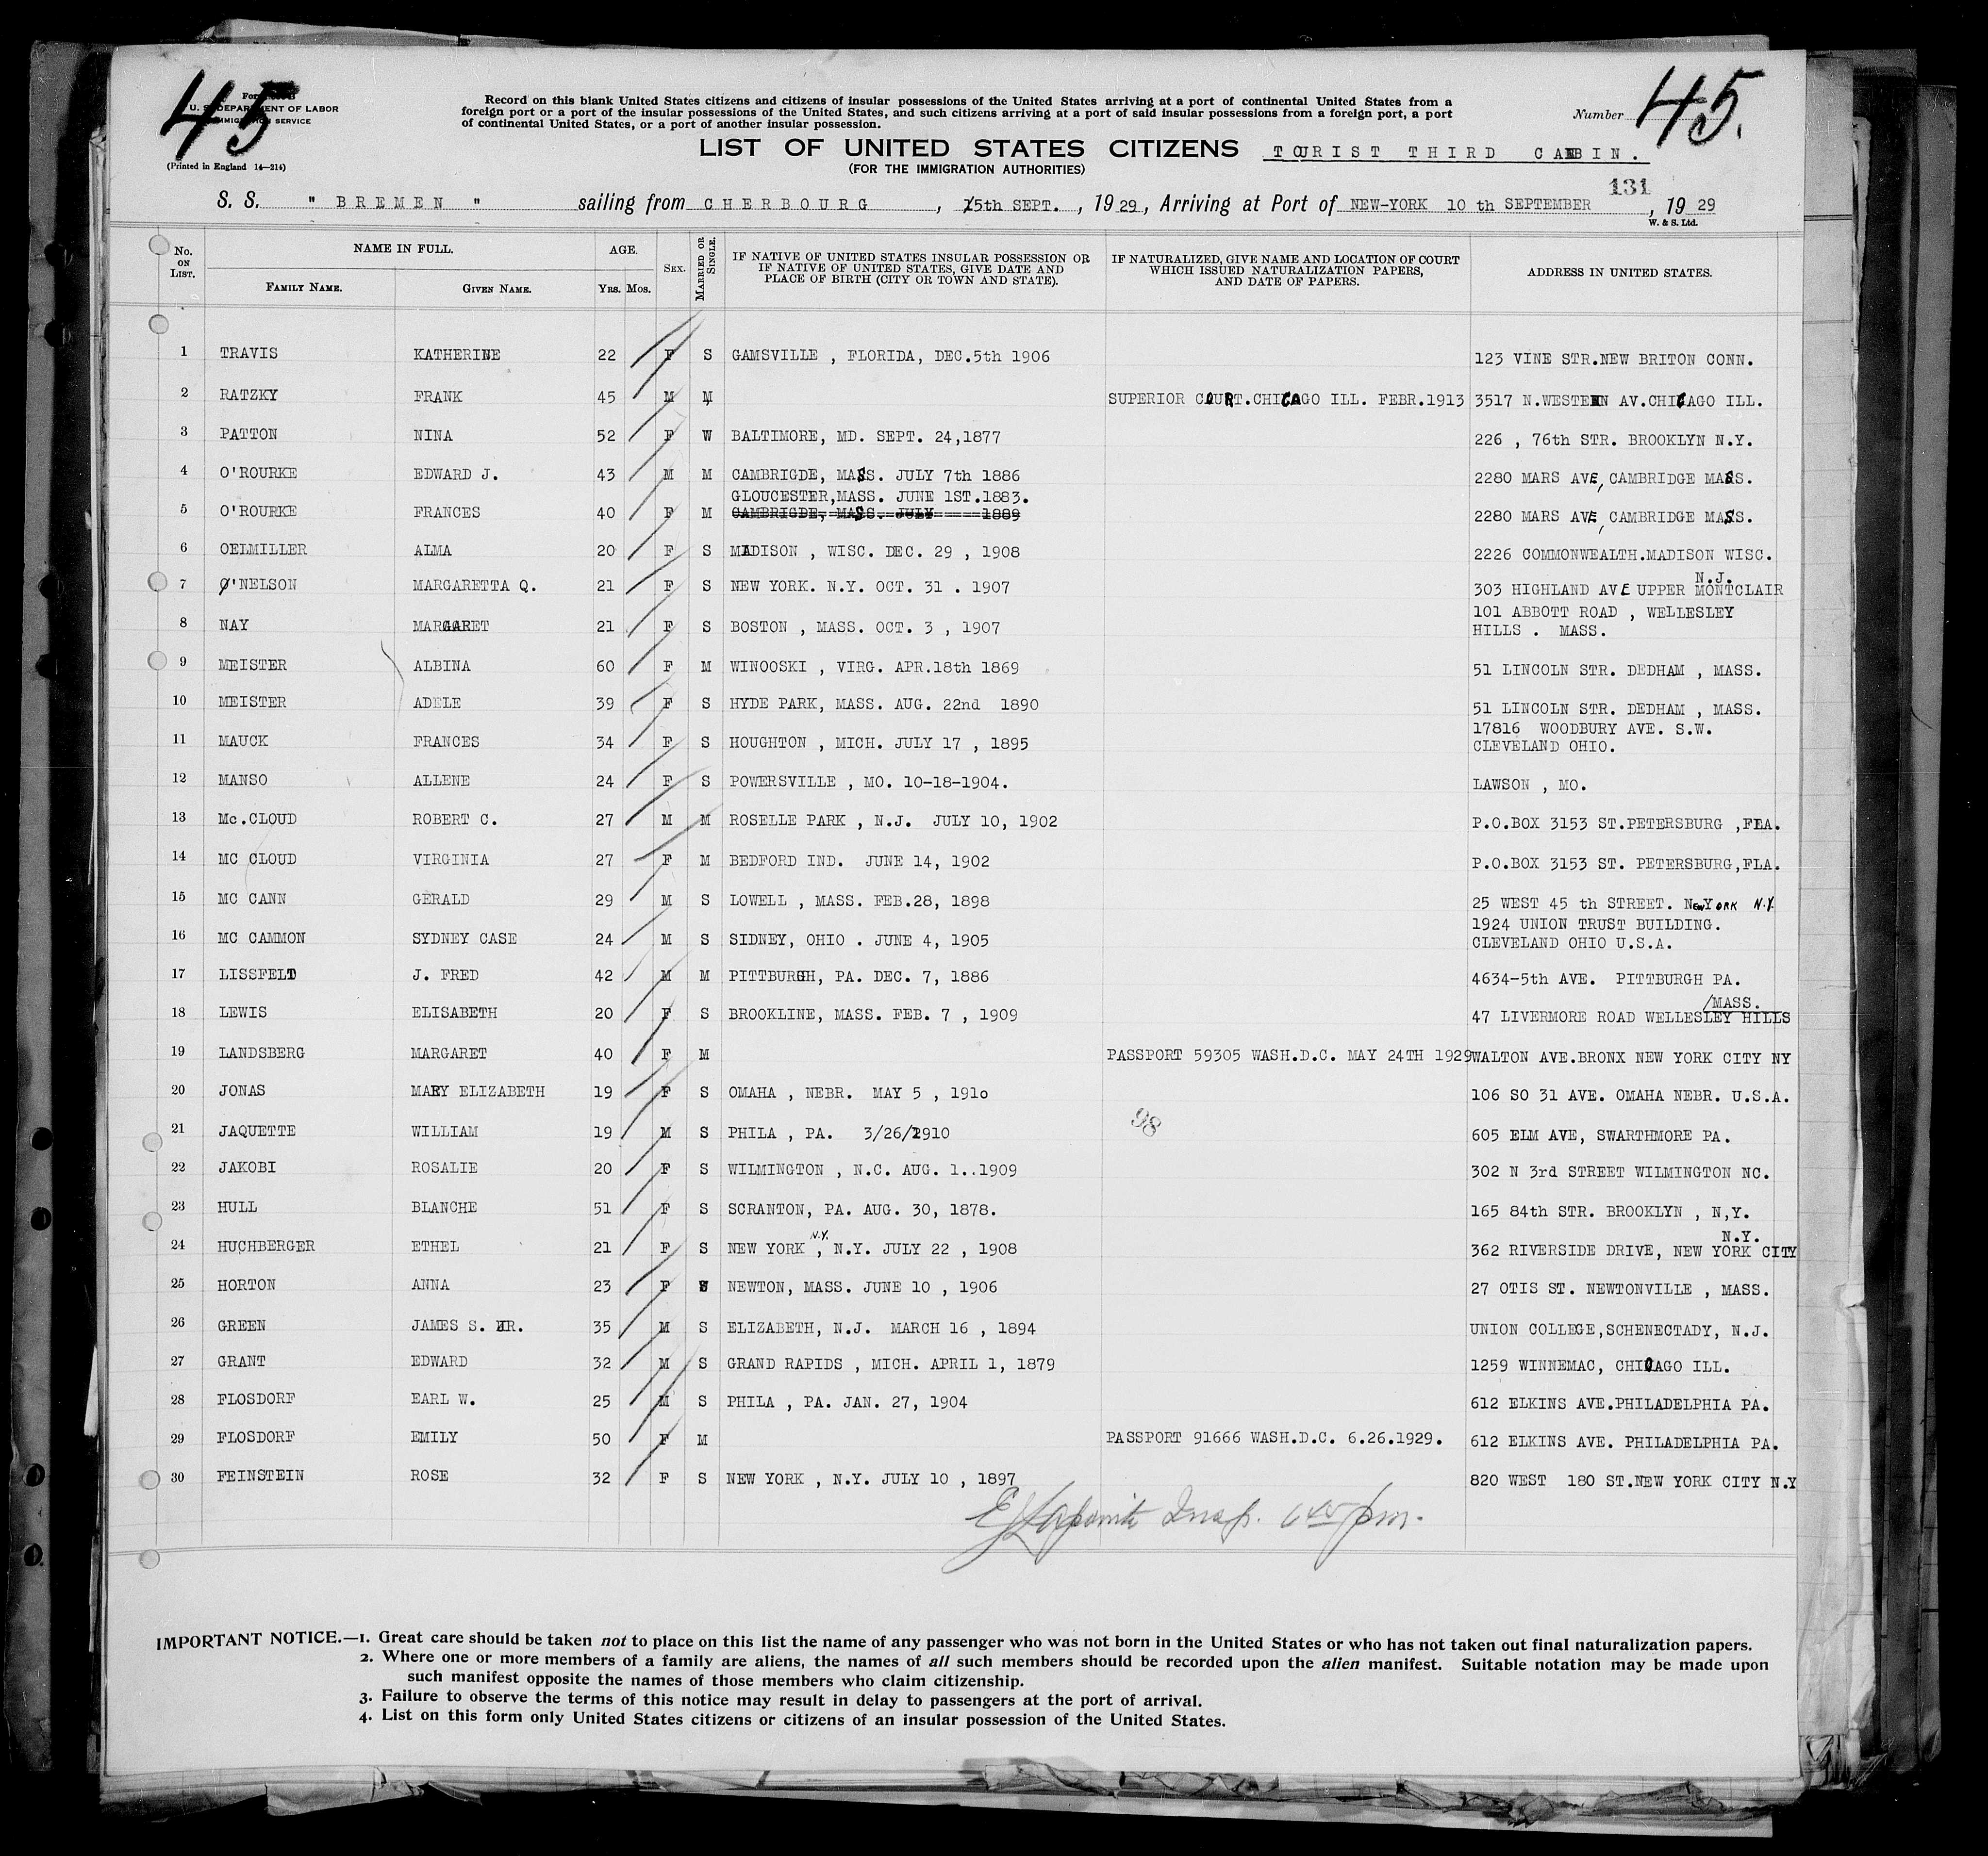 45 45.
U. S. DEPARTMENT OF LABOR
IMMIGRATION SERVICE
(Printed in England 14—214)
Record on this blank United States citizens and citizens of insular possessions of the United States arriving at a port of continental United States from a
foreign port or a port of the insular possessions of the United States, and such citizens arriving at a port of said insular possessions from a foreign port, a port
of continental United States, or a port of another insular possession.
Number
LIST OF UNITED STATES CITIZENS TOURIST THIRD CABIN.
(FOR THE IMMIGRATION AUTHORITIES)
131
S. S. " BREMEN " sailing from CHERBOURG , 5th SEPT. , 1929 , Arriving at Port of NEW-YORK 10 th SEPTEMBER , 1929
W. & S. Ltd.
No. ON LIST. NAME IN FULL. FAMILY NAME. GIVEN NAME. AGE. YRS. MOS. SEX. MARRIED OR SINGLE. IF NATIVE OF UNITED STATES INSULAR POSSESSION OR IF NATIVE OF UNITED STATES, GIVE DATE AND PLACE OF BIRTH (CITY OR TOWN AND STATE). IF NATURALIZED, GIVE NAME AND LOCATION OF COURT WHICH ISSUED NATURALIZATION PAPERS, AND DATE OF PAPERS. ADDRESS IN UNITED STATES.
1 TRAVIS KATHERINE 22 F S GAMSVILLE , FLORIDA, DEC.5th 1906 123 VINE STR.NEW BRITON CONN.
2 RATZKY FRANK 45 M M SUPERIOR COURT.CHICAGO ILL. FEBR.1913 3517 N.WESTERN AV.CHICAGO ILL.
3 PATTON NINA 52 F W BALTIMORE, MD. SEPT. 24,1877 226 , 76th STR. BROOKLYN N.Y.
4 O'ROURKE EDWARD J. 43 M M CAMBRIGDE, MASS. JULY 7th 1886 2280 MARS AVE, CAMBRIDGE MASS.
GLOUCESTER,MASS. JUNE 1ST.1883.
5 O'ROURKE FRANCES 40 F M CAMBRIGDE, MASS. JULY 1889 2280 MARS AVE, CAMBRIDGE MASS.
6 OELMILLER ALMA 20 F S MADISON , WISC. DEC. 29 , 1908 2226 COMMONWEALTH.MADISON WISC.
N.J.
7 O'NELSON MARGARETTA Q. 21 F S NEW YORK. N.Y. OCT. 31 . 1907 303 HIGHLAND AVE UPPER MONTCLAIR
101 ABBOTT ROAD , WELLESLEY
8 NAY MARGARET 21 F S BOSTON , MASS. OCT. 3 , 1907 HILLS . MASS.
9 MEISTER ALBINA 60 F M WINOOSKI , VIRG. APR.18th 1869 51 LINCOLN STR. DEDHAM , MASS.
10 MEISTER ADELE 39 F S HYDE PARK, MASS. AUG. 22nd 1890 51 LINCOLN STR. DEDHAM , MASS.
17816 WOODBURY AVE. S.W.
11 MAUCK FRANCES 34 F S HOUGHTON , MICH. JULY 17 , 1895 CLEVELAND OHIO.
12 MANSO ALLENE 24 F S POWERSVILLE , MO. 10-18-1904. LAWSON , MO.
13 Mc.CLOUD ROBERT C. 27 M M ROSELLE PARK , N.J. JULY 10, 1902 P.O.BOX 3153 ST.PETERSBURG ,FLA.
14 MC CLOUD VIRGINIA 27 F M BEDFORD IND. JUNE 14, 1902 P.O.BOX 3153 ST. PETERSBURG,FLA.
15 MC CANN GERALD 29 M S LOWELL , MASS. FEB.28, 1898 25 WEST 45 th STREET. NEW YORK N.Y.
1924 UNION TRUST BUILDING.
16 MC CAMMON SYDNEY CASE 24 M S SIDNEY, OHIO . JUNE 4, 1905 CLEVELAND OHIO U.S.A.
17 LISSFELT J. FRED 42 M M PITTBURGH, PA. DEC. 7, 1886 4634-5th AVE. PITTBURGH PA.
/MASS.
18 LEWIS ELISABETH 20 F S BROOKLINE, MASS. FEB. 7 , 1909 47 LIVERMORE ROAD WELLESLEY HILLS
19 LANDSBERG MARGARET 40 F M PASSPORT 59305 WASH.D.C. MAY 24TH 1929 WALTON AVE.BRONX NEW YORK CITY NY
20 JONAS MARY ELIZABETH 19 F S OMAHA , NEBR. MAY 5 , 191o 106 SO 31 AVE. OMAHA NEBR. U.S.A.
98
21 JAQUETTE WILLIAM 19 M S PHILA , PA. 3/26/1910 605 ELM AVE, SWARTHMORE PA.
22 JAKOBI ROSALIE 20 F S WILMINGTON , N.C. AUG. 1..1909 302 N 3rd STREET WILMINGTON NC.
23 HULL BLANCHE 51 F S SCRANTON, PA. AUG. 30, 1878. 165 84th STR. BROOKLYN , N,Y.
N.Y. N.Y.
24 HUCHBERGER ETHEL 21 F S NEW YORK , N.Y. JULY 22 , 1908 362 RIVERSIDE DRIVE, NEW YORK CITY
25 HORTON ANNA 23 F NEWTON, MASS. JUNE 10 , 1906 27 OTIS ST. NEWTONVILLE , MASS.
26 GREEN JAMES S. JR. 35 M S ELIZABETH, N.J. MARCH 16 , 1894 UNION COLLEGE,SCHENECTADY, N.J.
27 GRANT EDWARD 32 M S GRAND RAPIDS , MICH. APRIL 1, 1879 1259 WINNEMAC, CHICAGO ILL.
28 FLOSDORF EARL W. 25 M S PHILA , PA. JAN. 27, 1904 612 ELKINS AVE.PHILADELPHIA PA.
29 FLOSDORF EMILY 50 F M PASSPORT 91666 WASH.D.C. 6.26.1929. 612 ELKINS AVE. PHILADELPHIA PA.
30 FEINSTEIN ROSE 32 F S NEW YORK , N.Y. JULY 10 , 1897 820 WEST 180 ST.NEW YORK CITY N.Y
Insp. 645 pm.
IMPORTANT NOTICE.—1. Great care should be taken not to place on this list the name of any passenger who was not born in the United States or who has not taken out final naturalization papers.
2. Where one or more members of a family are aliens, the names of all such members should be recorded upon the alien manifest. Suitable notation may be made upon
such manifest opposite the names of those members who claim citizenship.
3. Failure to observe the terms of this notice may result in delay to passengers at the port of arrival.
4. List on this form only United States citizens or citizens of an insular possession of the United States.